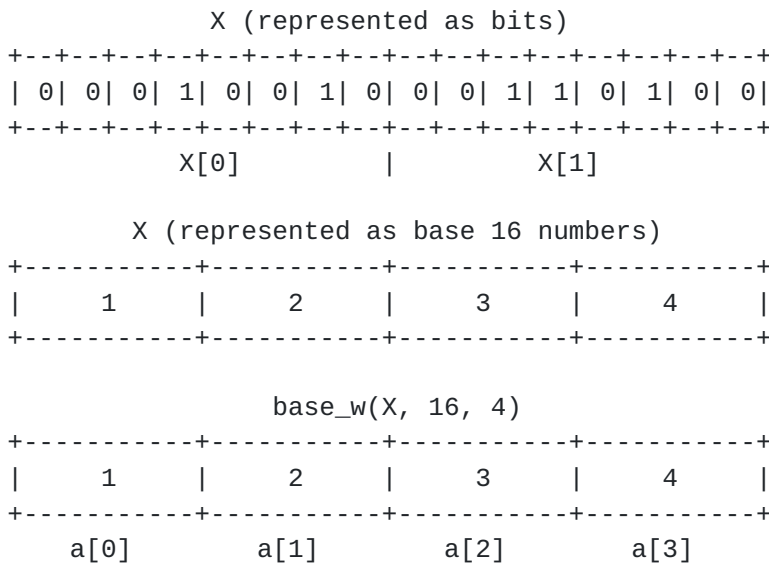 X (represented as bits)
+--+--+--+--+--+--+--+--+--+--+--+--+--+--+--+--+
| 0| 0| 0| 1| 0| 0| 1| 0| 0| 0| 1| 1| 0| 1| 0| 0|
+--+--+--+--+--+--+--+--+--+--+--+--+--+--+--+--+
X[0] | X[1]
X (represented as base 16 numbers)
+-----------+-----------+-----------+-----------+
| 1 | 2 | 3 | 4 |
+-----------+-----------+-----------+-----------+
base_w(X, 16, 4)
+-----------+-----------+-----------+-----------+
| 1 | 2 | 3 | 4 |
+-----------+-----------+-----------+-----------+
a[0] a[1] a[2] a[3]